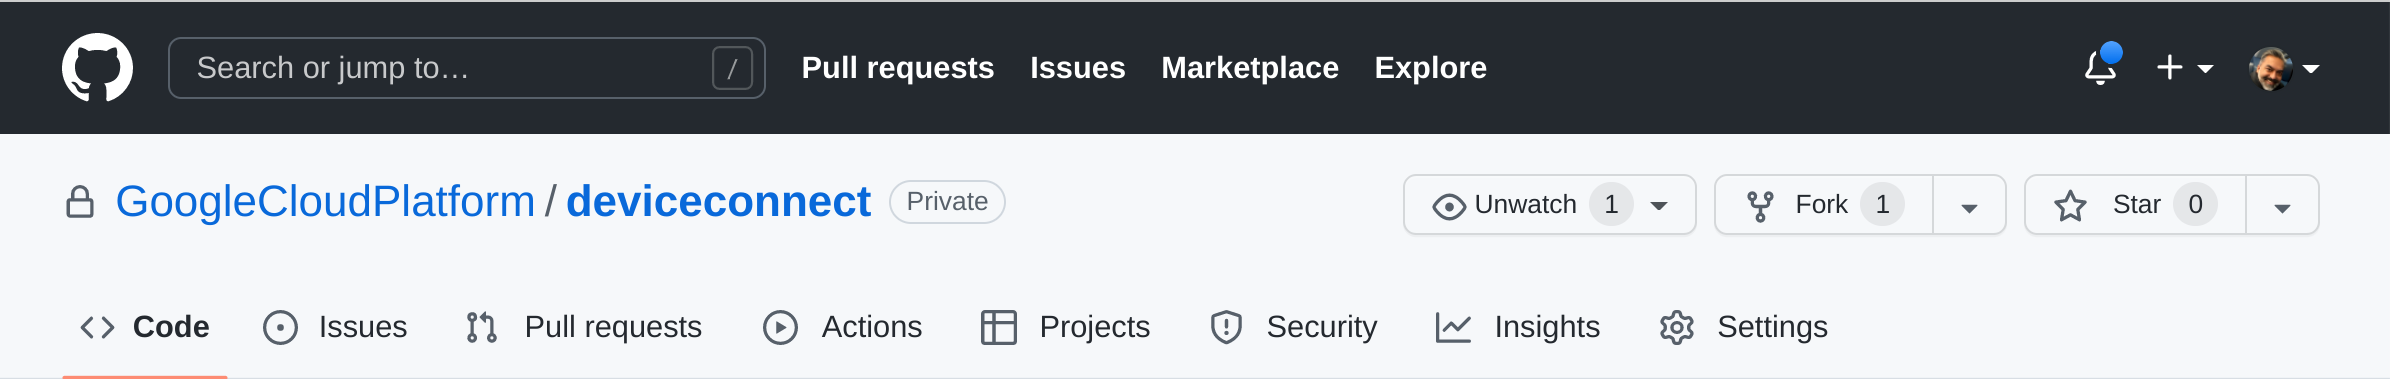 Search or jump to… / Pull requests Issues Marketplace Explore
GoogleCloudPlatform / deviceconnect Private Unwatch 1 Fork 1 Star 0
Code Issues Pull requests Actions Projects Security Insights Settings